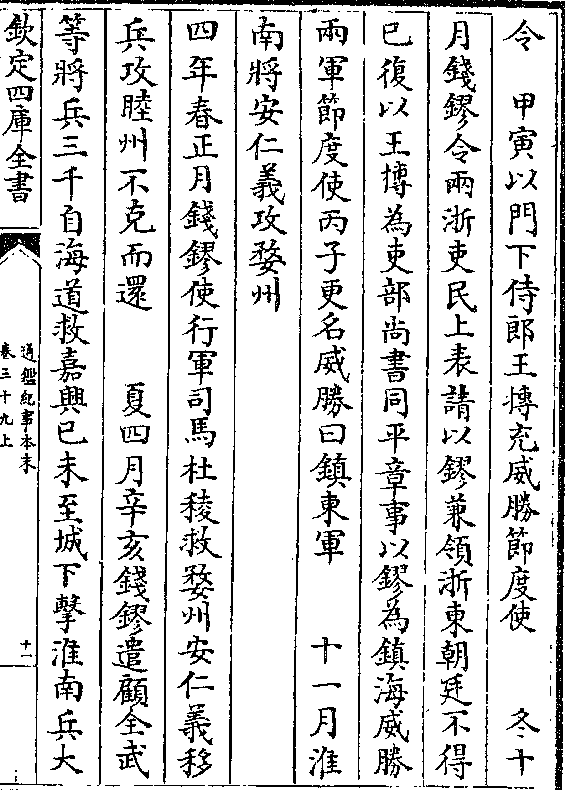 令　甲寅以門下侍郎王摶充威勝節度使　　冬十
月錢鏐令兩浙吏民上表請以鏐兼領浙東朝廷不得
已復以王摶為吏部尚書同平章事以鏐為鎮海威勝
兩軍節度使丙子更名威勝曰鎮東軍　　十一月淮
南將安仁義攻婺州
四年春正月錢鏐使行軍司馬杜稜救婺州安仁義移
兵攻睦州不克而還　　夏四月辛亥錢鏐遣顧全武
等將兵三千自海道救嘉興己未至城下擊淮南兵大
欽定四庫全書
通鑑紀事本末
卷三十九上
十一